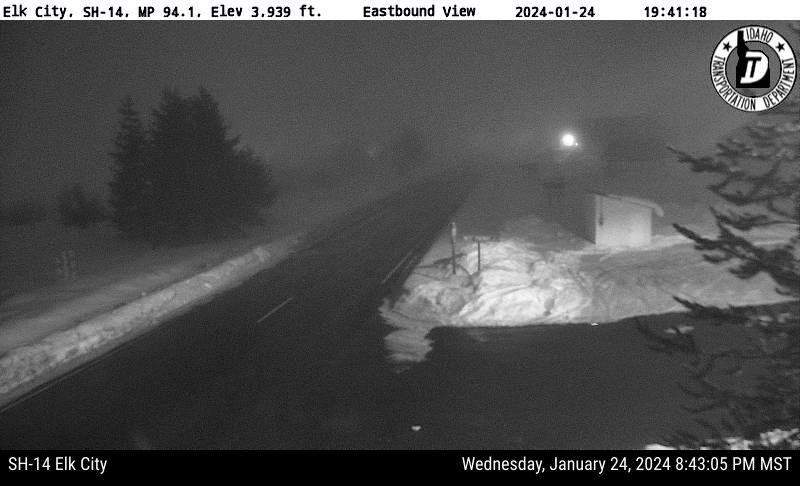 Elk City, SH-14, MP 94.1, Elev 3,939 ft. Eastbound View 2024-01-24 19:41:18
IDAHO
TRANSPORTATION DEPARTMENT
SH-14 Elk City Wednesday, January 24, 2024 8:43:05 PM MST